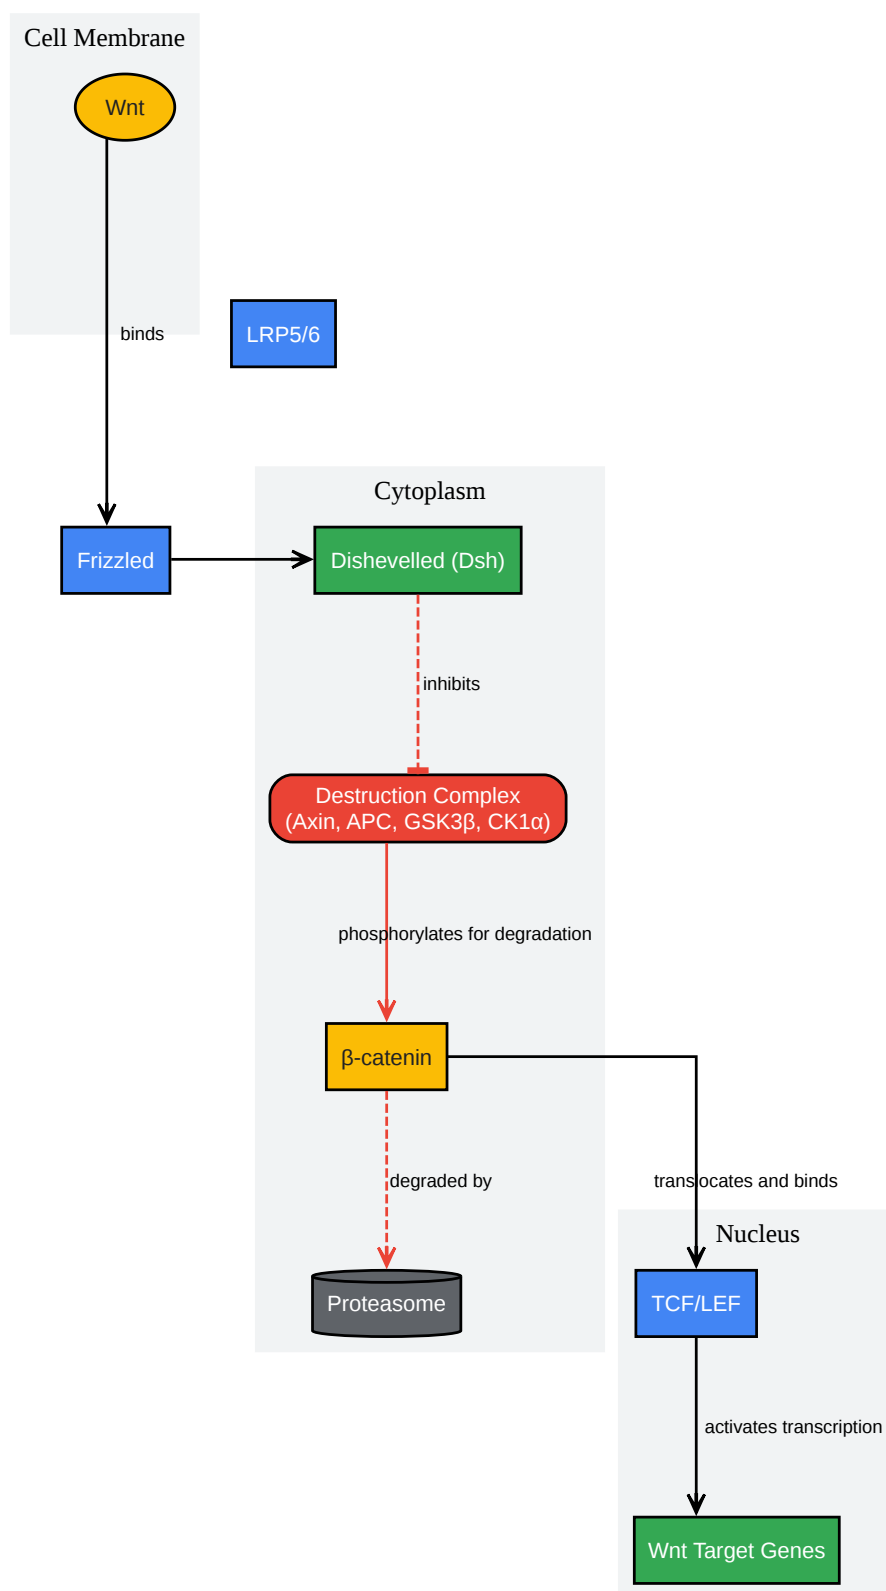 Cell Membrane
Wnt
binds
LRP5/6
Cytoplasm
Frizzled
Dishevelled (Dsh)
inhibits
Destruction Complex
(Axin, APC, GSK3β, CK1α)
phosphorylates for degradation
β-catenin
degraded by
translocates and binds
Nucleus
Proteasome
TCF/LEF
activates transcription
Wnt Target Genes